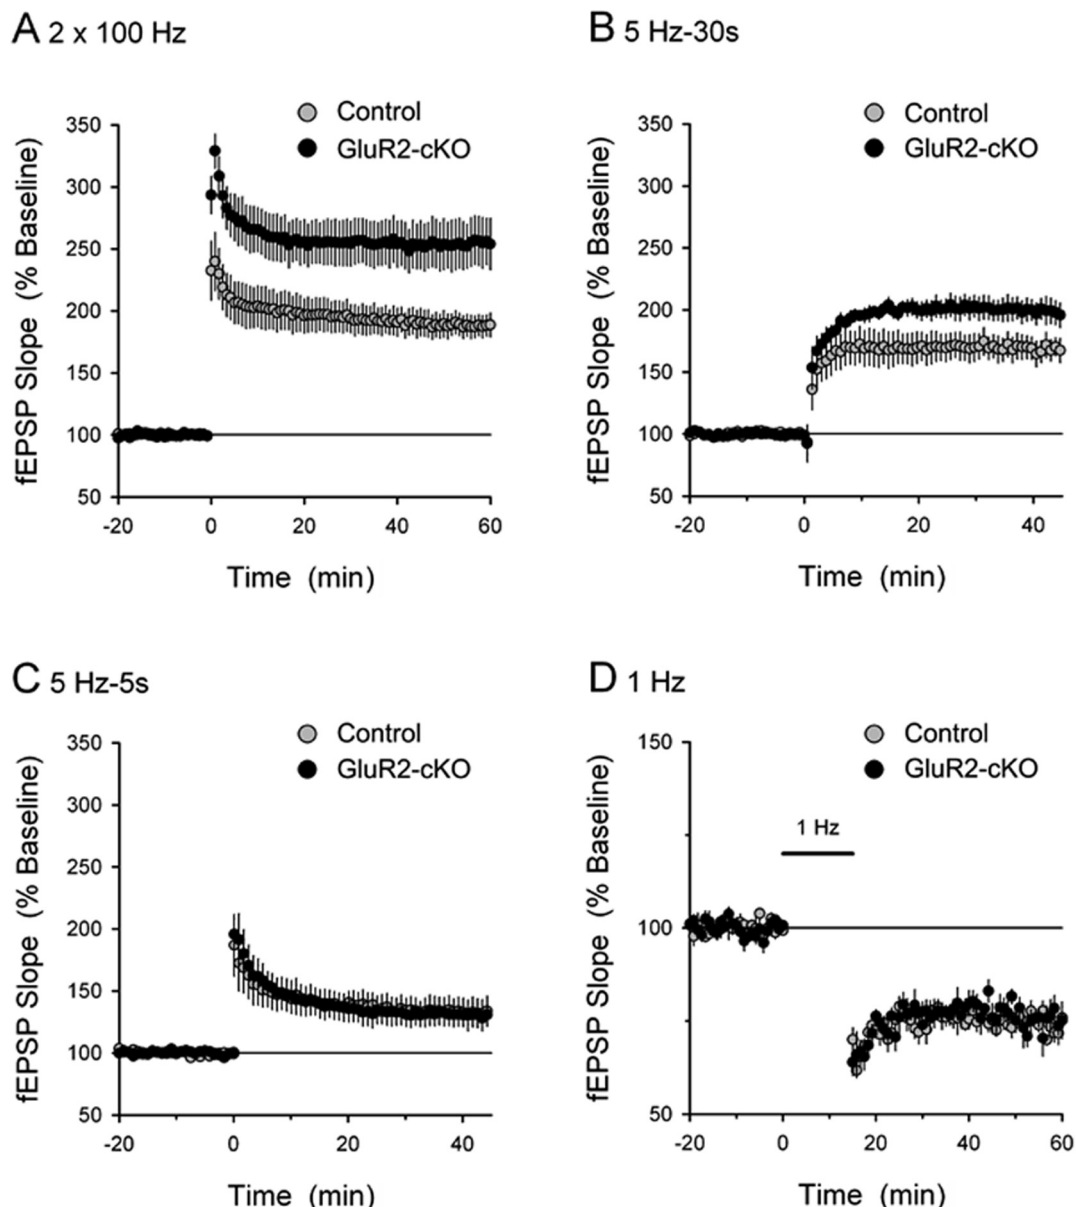 A 2 x 100 Hz
Control
GluR2-cKO
fEPSP Slope (% Baseline)
350
300
250
200
150
100
50
-20 0 20 40 60
Time (min)
B 5 Hz-30s
Control
GluR2-cKO
fEPSP Slope (% Baseline)
350
300
250
200
150
100
50
-20 0 20 40
Time (min)
C 5 Hz-5s
Control
GluR2-cKO
fEPSP Slope (% Baseline)
350
300
250
200
150
100
50
-20 0 20 40
Time (min)
D 1 Hz
Control
GluR2-cKO
1 Hz
fEPSP Slope (% Baseline)
150
100
50
-20 0 20 40 60
Time (min)